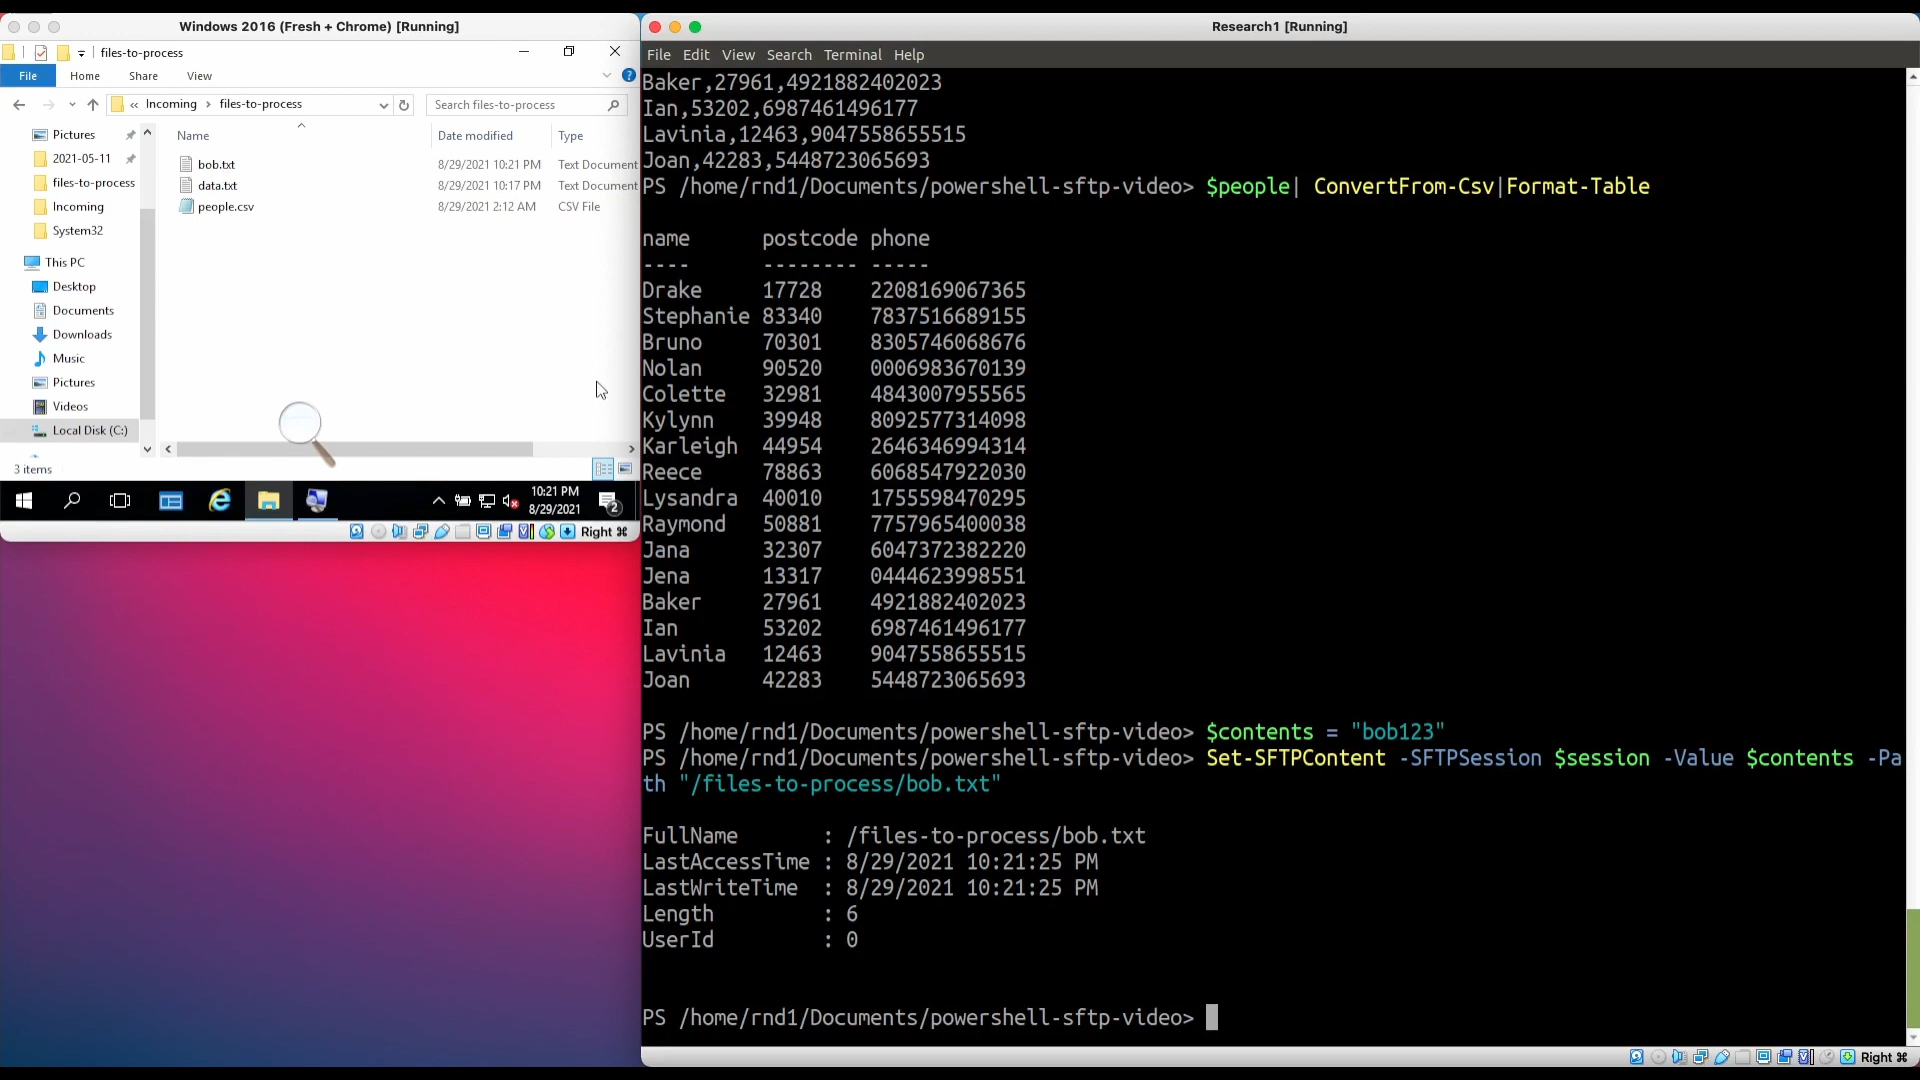 Windows 2016 (Fresh + Chrome) [Running]
files-to-process
File Home Share View
« Incoming › files-to-process
Search files-to-process
Pictures
2021-05-11
files-to-process
Incoming
System32
This PC
Desktop
Documents
Downloads
Music
Pictures
Videos
Local Disk (C:)
Name Date modified Type
bob.txt 8/29/2021 10:21 PM Text Document
data.txt 8/29/2021 10:17 PM Text Document
people.csv 8/29/2021 2:12 AM CSV File
3 items
10:21 PM
8/29/2021
2
Right ⌘
Research1 [Running]
File Edit View Search Terminal Help
Baker,27961,4921882402023
Ian,53202,6987461496177
Lavinia,12463,9047558655515
Joan,42283,5448723065693
PS /home/rnd1/Documents/powershell-sftp-video> $people| ConvertFrom-Csv|Format-Table
name postcode phone
---- -------- -----
Drake 17728 2208169067365
Stephanie 83340 7837516689155
Bruno 70301 8305746068676
Nolan 90520 0006983670139
Colette 32981 4843007955565
Kylynn 39948 8092577314098
Karleigh 44954 2646346994314
Reece 78863 6068547922030
Lysandra 40010 1755598470295
Raymond 50881 7757965400038
Jana 32307 6047372382220
Jena 13317 0444623998551
Baker 27961 4921882402023
Ian 53202 6987461496177
Lavinia 12463 9047558655515
Joan 42283 5448723065693
PS /home/rnd1/Documents/powershell-sftp-video> $contents = "bob123"
PS /home/rnd1/Documents/powershell-sftp-video> Set-SFTPContent -SFTPSession $session -Value $contents -Pa
th "/files-to-process/bob.txt"
FullName : /files-to-process/bob.txt
LastAccessTime : 8/29/2021 10:21:25 PM
LastWriteTime : 8/29/2021 10:21:25 PM
Length : 6
UserId : 0
PS /home/rnd1/Documents/powershell-sftp-video>
Right ⌘